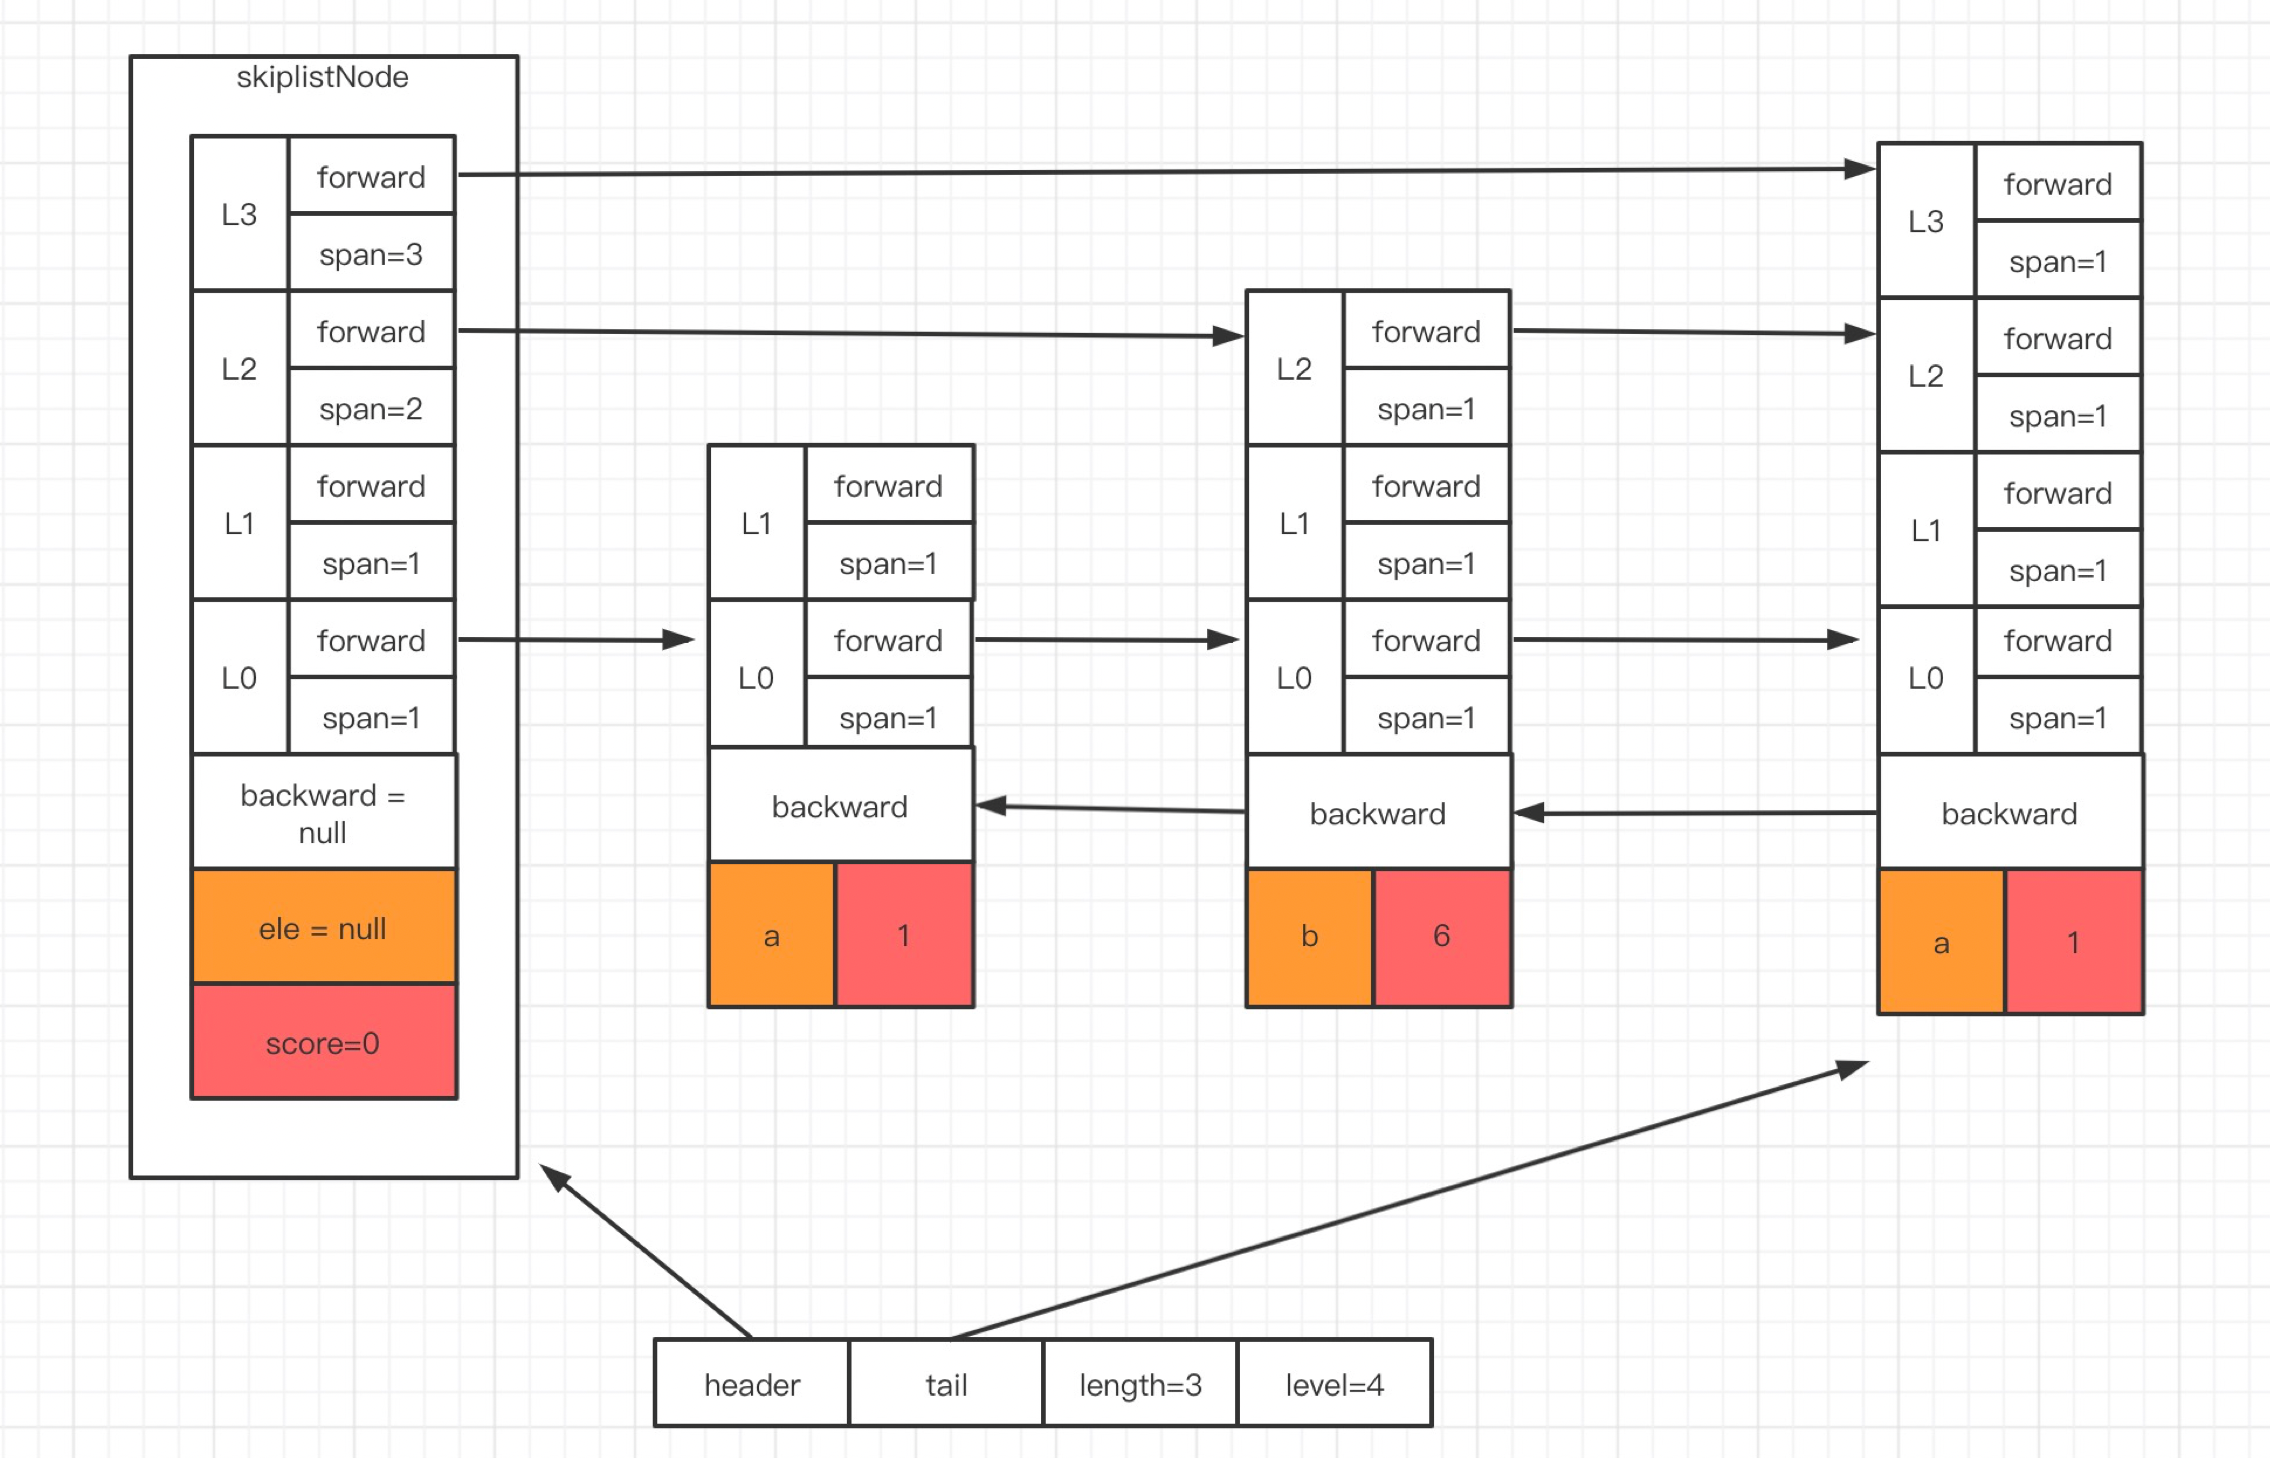 skiplistNode
L3
forward
span=3
L2
forward
span=2
L1
forward
span=1
L0
forward
span=1
backward =
null
ele = null
score=0
L1
forward
span=1
L0
forward
span=1
backward
a
1
L2
forward
span=1
L1
forward
span=1
L0
forward
span=1
backward
b
6
L3
forward
span=1
L2
forward
span=1
L1
forward
span=1
L0
forward
span=1
backward
a
1
header
tail
length=3
level=4